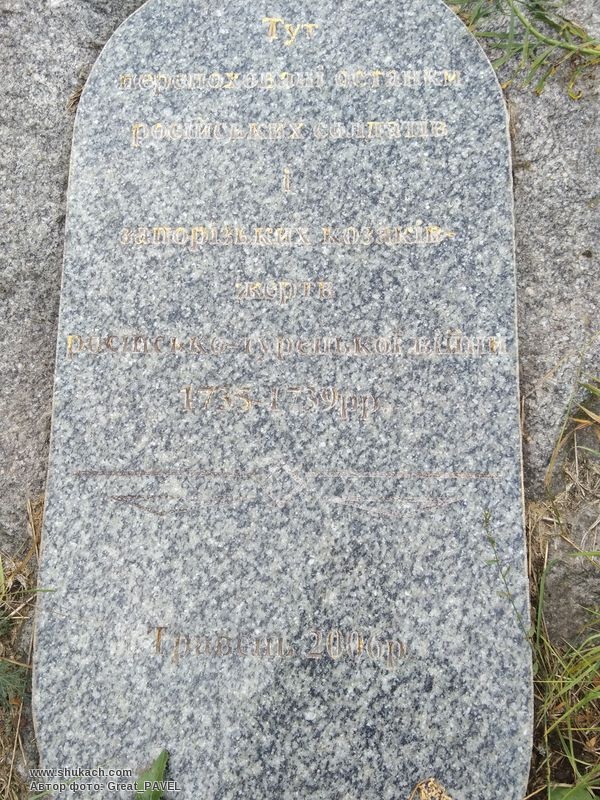 Тут
перепоховані останки
російських солдатів
і
запорізьких козаків-
жертв
російсько-турецької війни
1735-1739рр.
Травень 2006р.
www.shukach.com
Автор фото- Great_PAVEL